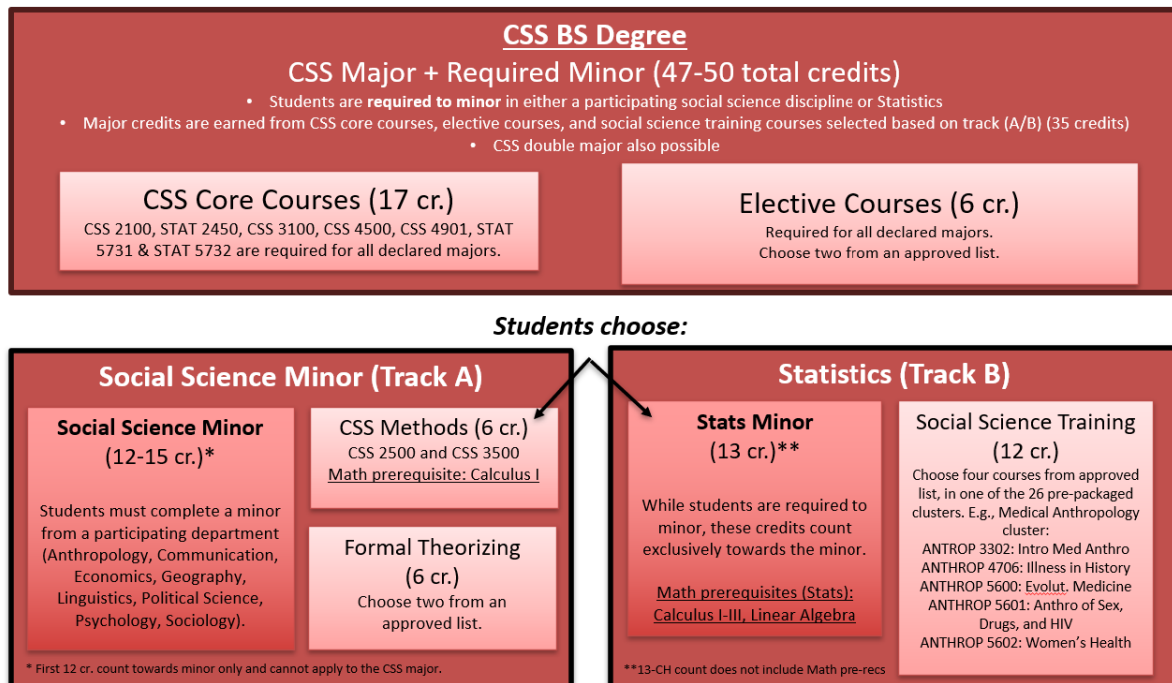 CSS BS Degree
CSS Major + Required Minor (47-50 total credits)
• Students are required to minor in either a participating social science discipline or Statistics
• Major credits are earned from CSS core courses, elective courses, and social science training courses selected based on track (A/B) (35 credits)
• CSS double major also possible
CSS Core Courses (17 cr.)
CSS 2100, STAT 2450, CSS 3100, CSS 4500, CSS 4901, STAT
5731 & STAT 5732 are required for all declared majors.
Elective Courses (6 cr.)
Required for all declared majors.
Choose two from an approved list.
Students choose:
Social Science Minor (Track A)
Social Science Minor
(12-15 cr.)*
Students must complete a minor
from a participating department
(Anthropology, Communication,
Economics, Geography,
Linguistics, Political Science,
Psychology, Sociology).
CSS Methods (6 cr.)
CSS 2500 and CSS 3500
Math prerequisite: Calculus I
Formal Theorizing
(6 cr.)
Choose two from an
approved list.
* First 12 cr. count towards minor only and cannot apply to the CSS major.
Statistics (Track B)
Stats Minor
(13 cr.)**
While students are required to
minor, these credits count
exclusively towards the minor.
Math prerequisites (Stats):
Calculus I-III, Linear Algebra
Social Science Training
(12 cr.)
Choose four courses from approved
list, in one of the 26 pre-packaged
clusters. E.g., Medical Anthropology
cluster:
ANTROP 3302: Intro Med Anthro
ANTHROP 4706: Illness in History
ANTHROP 5600: Evolut. Medicine
ANTHROP 5601: Anthro of Sex,
Drugs, and HIV
ANTHROP 5602: Women's Health
**13-CH count does not include Math pre-recs